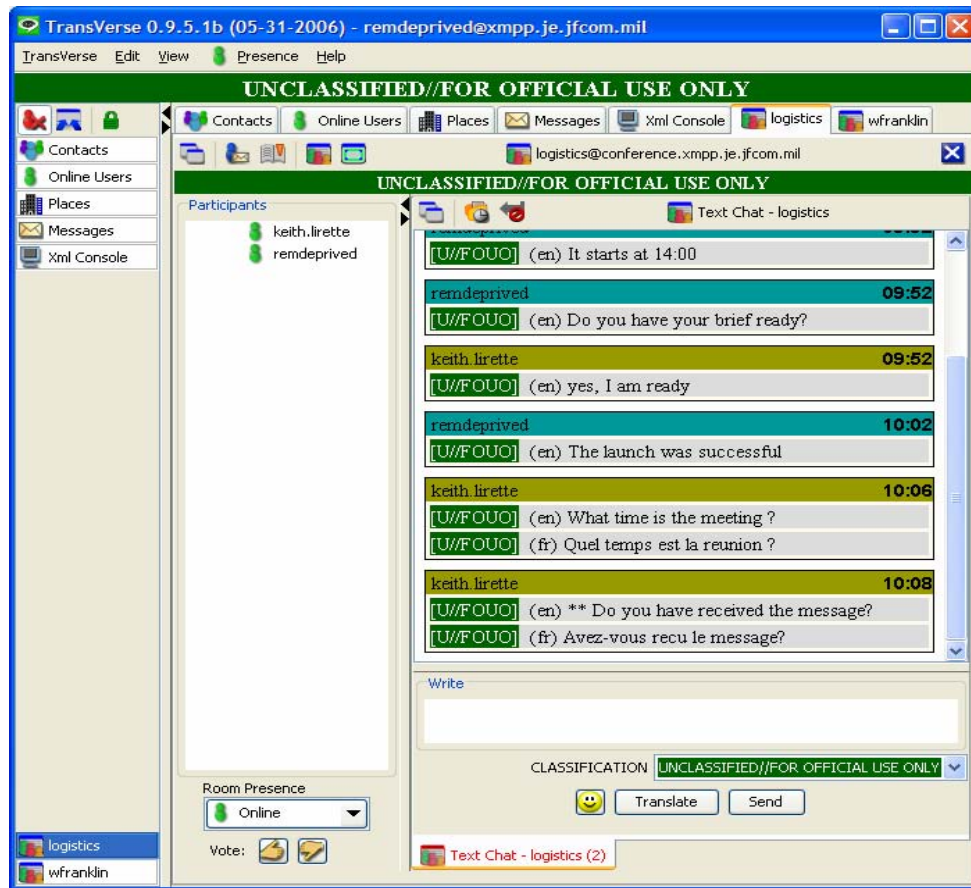 TransVerse 0.9.5.1b (05-31-2006) - remdeprived@xmpp.je.jfcom.mil
TransVerse Edit View Presence Help
UNCLASSIFIED//FOR OFFICIAL USE ONLY
Contacts
Online Users
Places
Messages
Xml Console
logistics
wfranklin
Contacts Online Users Places Messages Xml Console logistics wfranklin
logistics@conference.xmpp.je.jfcom.mil
UNCLASSIFIED//FOR OFFICIAL USE ONLY
Participants
keith.lirette
remdeprived
Room Presence
Online
Vote:
Text Chat - logistics
[U//FOUO] (en) It starts at 14:00
remdeprived 09:52
[U//FOUO] (en) Do you have your brief ready?
keith.lirette 09:52
[U//FOUO] (en) yes, I am ready
remdeprived 10:02
[U//FOUO] (en) The launch was successful
keith.lirette 10:06
[U//FOUO] (en) What time is the meeting ?
[U//FOUO] (fr) Quel temps est la reunion ?
keith.lirette 10:08
[U//FOUO] (en) ** Do you have received the message?
[U//FOUO] (fr) Avez-vous recu le message?
Write
CLASSIFICATION UNCLASSIFIED//FOR OFFICIAL USE ONLY
Translate Send
Text Chat - logistics (2)